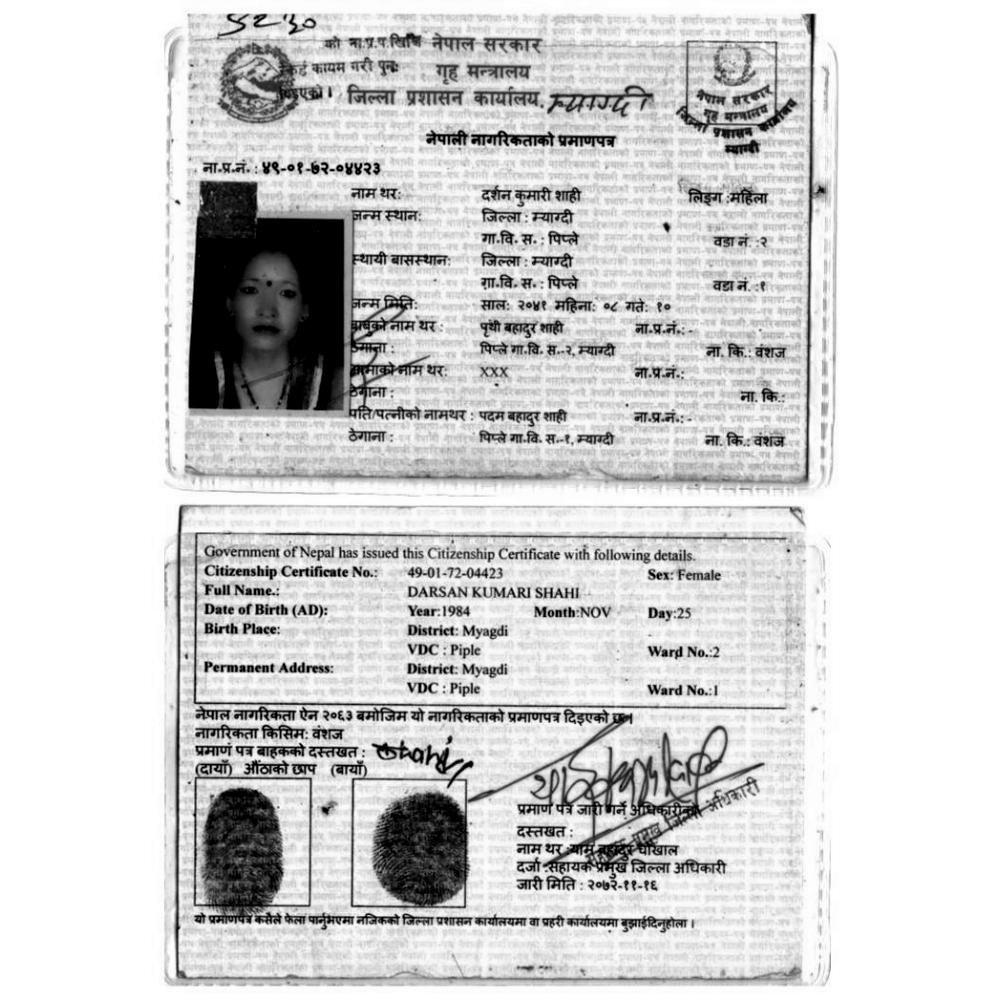 को ना.प्र.प.खिचि नेपाल सरकार
कायम गरी पुनः गृह मन्त्रालय
दिइएको। जिल्ला प्रशासन कार्यालय, म्याग्दी
नेपाल सरकार
गृह मन्त्रालय
जिल्ला प्रशासन कार्यालय
म्याग्दी
नेपाली नागरिकताको प्रमाणपत्र
ना.प्र.नं. : ४९-०१-७२-०४४२३
नाम थर: दर्शन कुमारी शाही लिङ्ग :महिला
जन्म स्थान: जिल्ला : म्याग्दी
गा.वि. स. : पिप्ले वडा नं. :२
स्थायी बासस्थान: जिल्ला : म्याग्दी
गा.वि. स. : पिप्ले वडा नं. :१
जन्म मिति: साल: २०४१ महिना: ०८ गते: १०
बाबुको नाम थर : पृथी बहादुर शाही ना.प्र.नं.: -
ठेगाना : पिप्ले गा.वि. स.-२, म्याग्दी ना. कि.: वंशज
आमाको नाम थर: XXX ना.प्र.नं.:
ठेगाना : ना. कि.:
पति/पत्नीको नामथर : पदम बहादुर शाही ना.प्र.नं.: -
ठेगाना : पिप्ले गा.वि. स.-१, म्याग्दी ना. कि.: वंशज
Government of Nepal has issued this Citizenship Certificate with following details.
Citizenship Certificate No.: 49-01-72-04423 Sex: Female
Full Name.: DARSAN KUMARI SHAHI
Date of Birth (AD): Year:1984 Month:NOV Day:25
Birth Place: District: Myagdi
VDC : Piple Ward No.:2
Permanent Address: District: Myagdi
VDC : Piple Ward No.:1
नेपाल नागरिकता ऐन २०६३ बमोजिम यो नागरिकताको प्रमाणपत्र दिइएको छ।
नागरिकता किसिम: वंशज
प्रमाण पत्र बाहकको दस्तखत : Shahi
(दायाँ) औंठाको छाप (बायाँ)
प्रमाण पत्र जारी गर्ने अधिकारीको
दस्तखत :
नाम थर :याम बहादुर चोखाल
दर्जा :सहायक प्रमुख जिल्ला अधिकारी
सहायक प्रमुख जिल्ला अधिकारी
जारी मिति : २०७२-११-१६
यो प्रमाणपत्र कसैले फेला पार्नुभएमा नजिकको जिल्ला प्रशासन कार्यालयमा वा प्रहरी कार्यालयमा बुझाईदिनुहोला ।